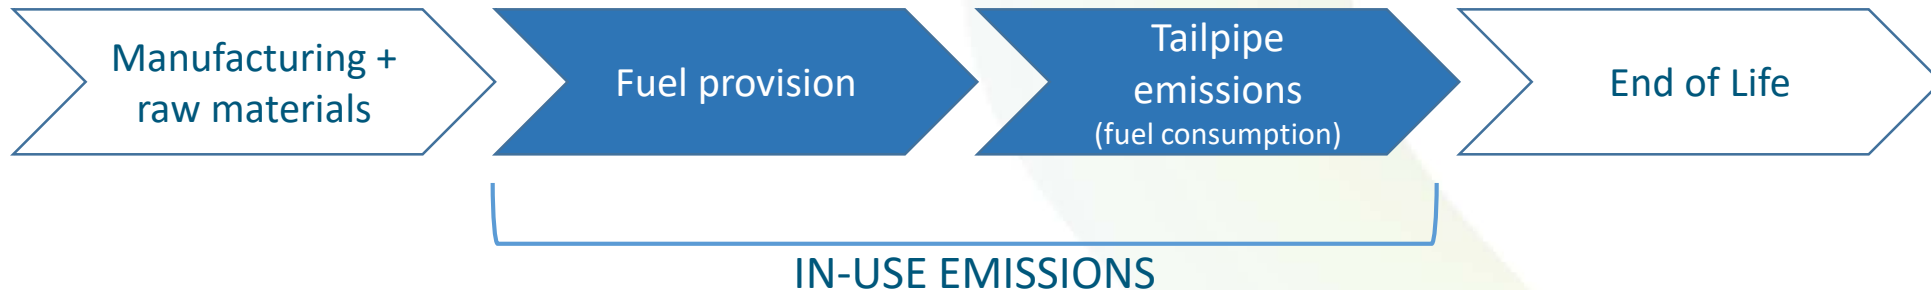 Manufacturing +
raw materials
Fuel provision
Tailpipe
emissions
(fuel consumption)
End of Life
IN-USE EMISSIONS